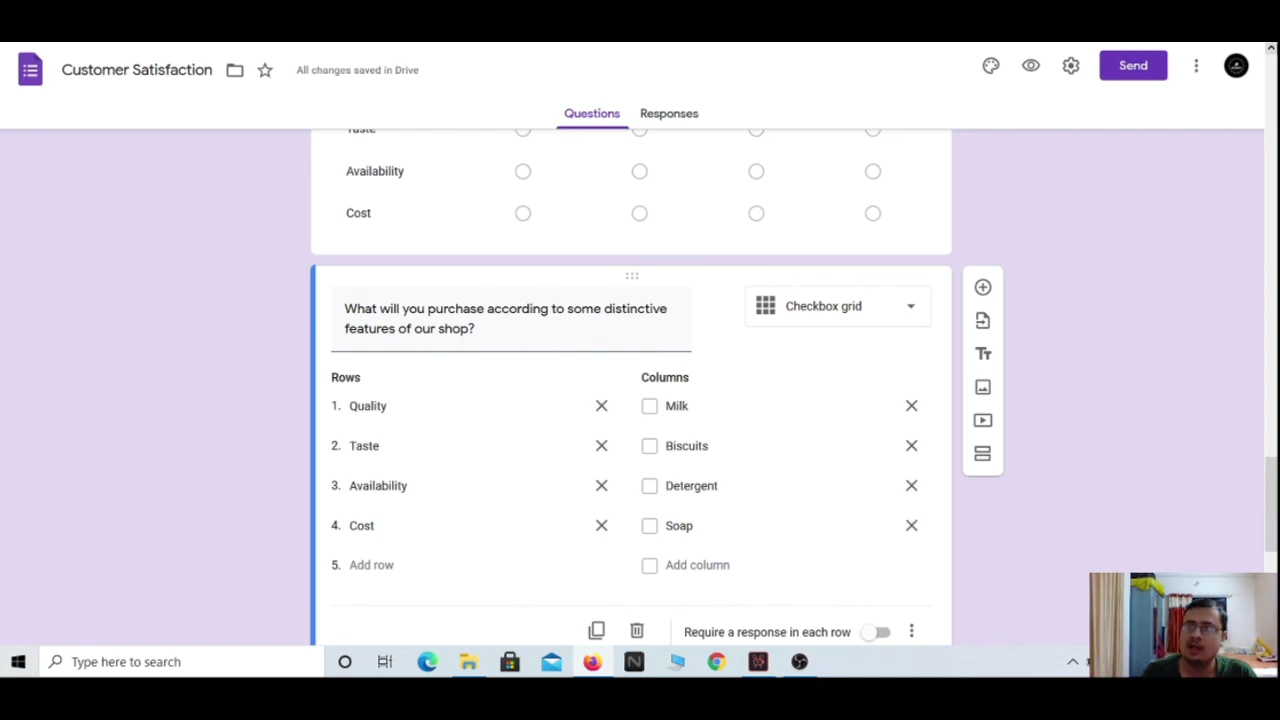 Customer Satisfaction
All changes saved in Drive
Send
Questions
Responses
Taste
Availability
Cost
What will you purchase according to some distinctive
features of our shop?
Checkbox grid
Rows
Columns
1. Quality
Milk
2. Taste
Biscuits
3. Availability
Detergent
4. Cost
Soap
5. Add row
Add column
Require a response in each row
Type here to search